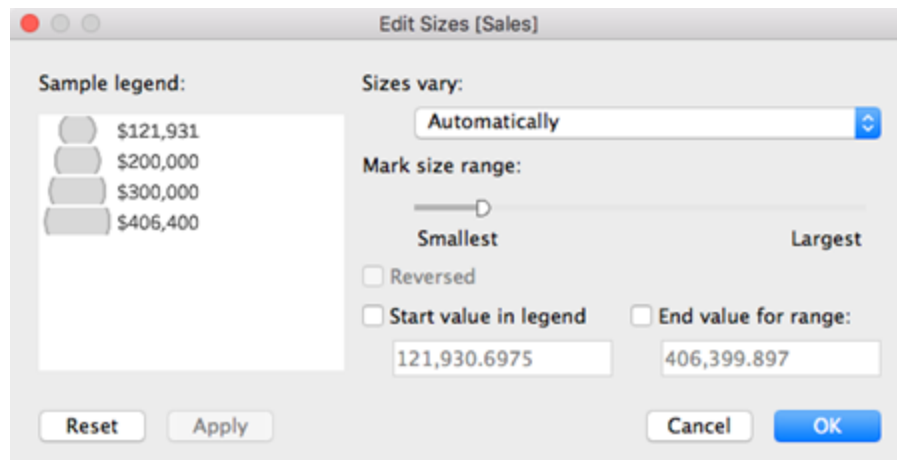 Edit Sizes [Sales]
Sample legend:
$121,931
$200,000
$300,000
$406,400
Sizes vary:
Automatically
Mark size range:
Smallest Largest
Reversed
Start value in legend End value for range:
121,930.6975 406,399.897
Reset Apply Cancel OK